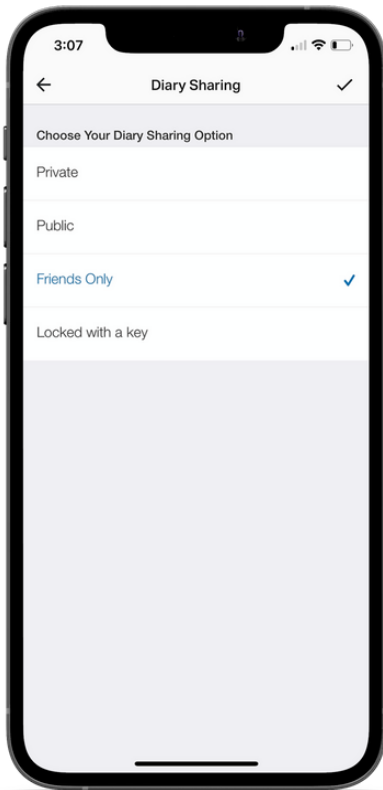 3:07
Diary Sharing
Choose Your Diary Sharing Option
Private
Public
Friends Only
Locked with a key